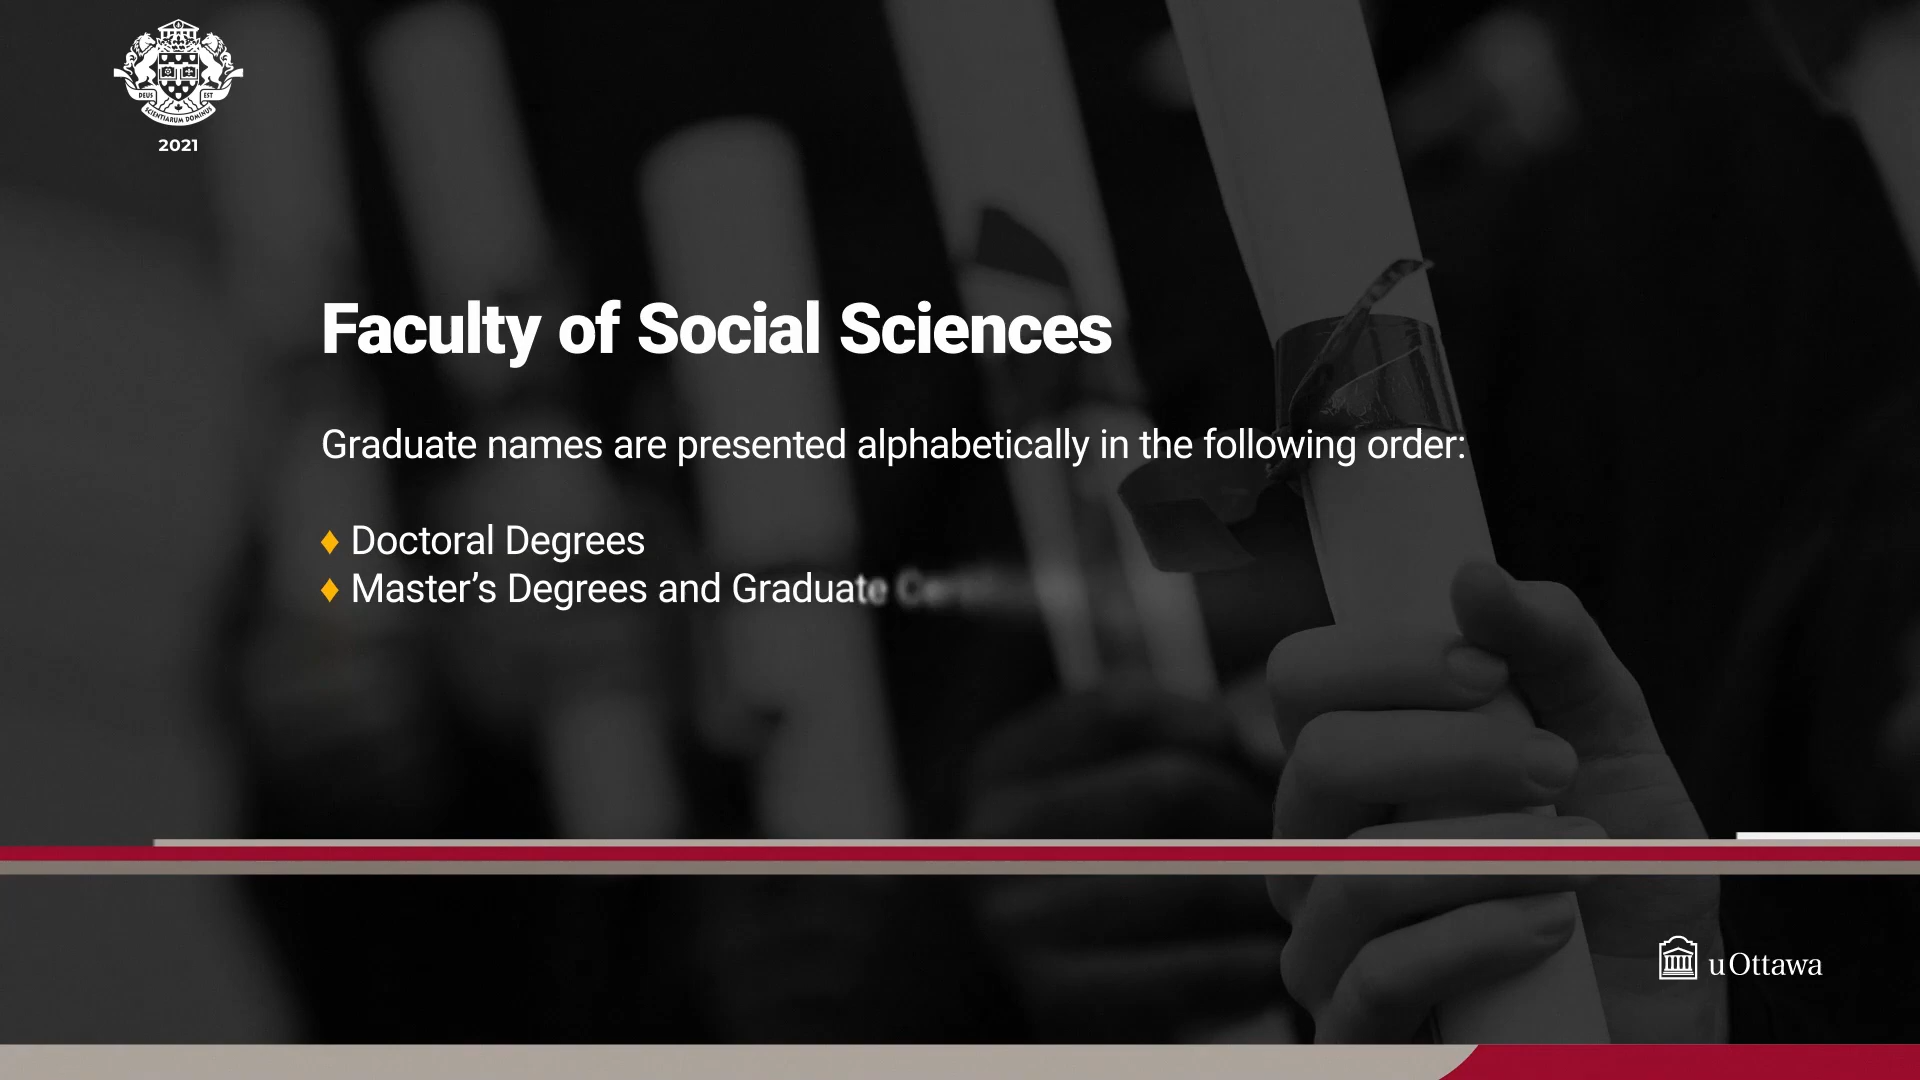 DEUS EST
SCIENTIARUM DOMINUS
2021
Faculty of Social Sciences
Graduate names are presented alphabetically in the following order:
♦ Doctoral Degrees
♦ Master’s Degrees and Graduate
uOttawa